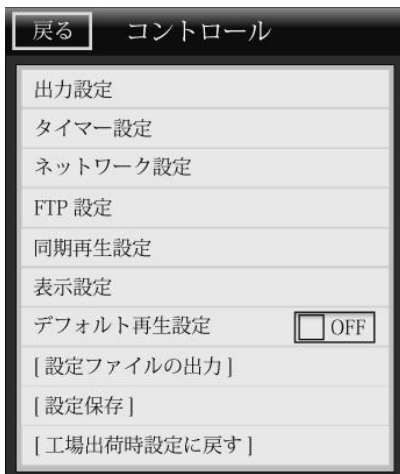 戻る コントロール
出力設定
タイマー設定
ネットワーク設定
FTP 設定
同期再生設定
表示設定
デフォルト再生設定 OFF
[ 設定ファイルの出力 ]
[ 設定保存 ]
[ 工場出荷時設定に戻す ]